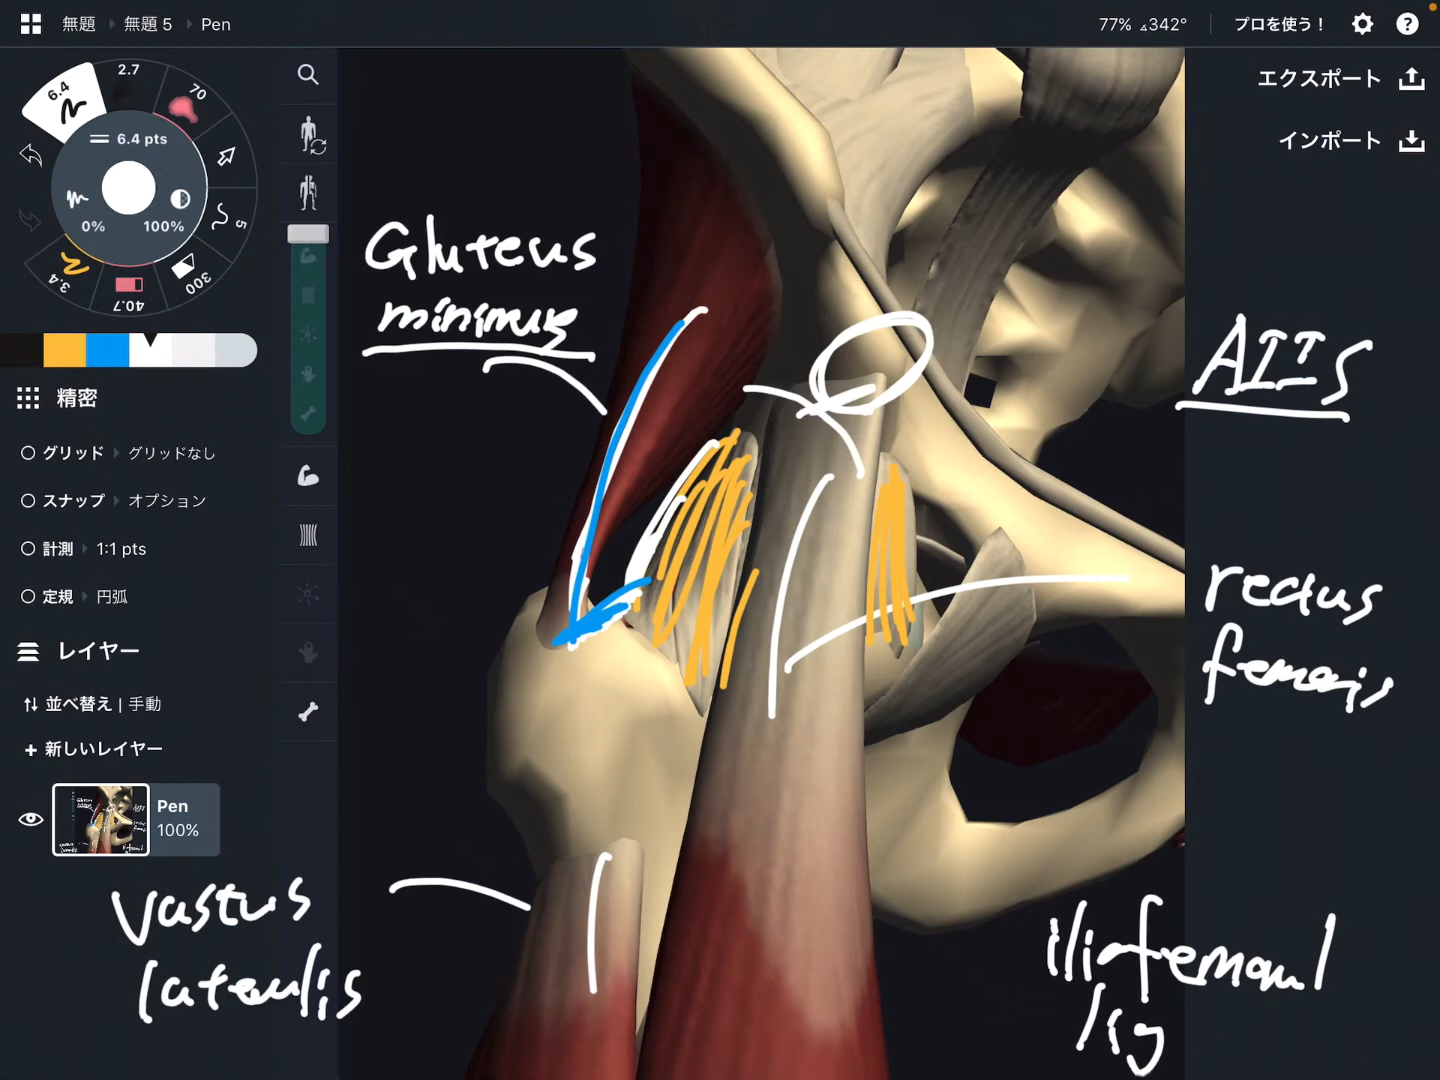 無題 無題 5 Pen
77% ⊿342°
プロを使う！
エクスポート
インポート
6.4
2.7
70
6.4 pts
0% 100%
5
3.4
40.7
300
精密
グリッド グリッドなし
スナップ オプション
計測 1:1 pts
定規 円弧
レイヤー
並べ替え | 手動
+ 新しいレイヤー
Pen
100%
Gluteus
minimus
AIIS
rectus
femoris
Vastus
lateralis
iliofemoral
lig